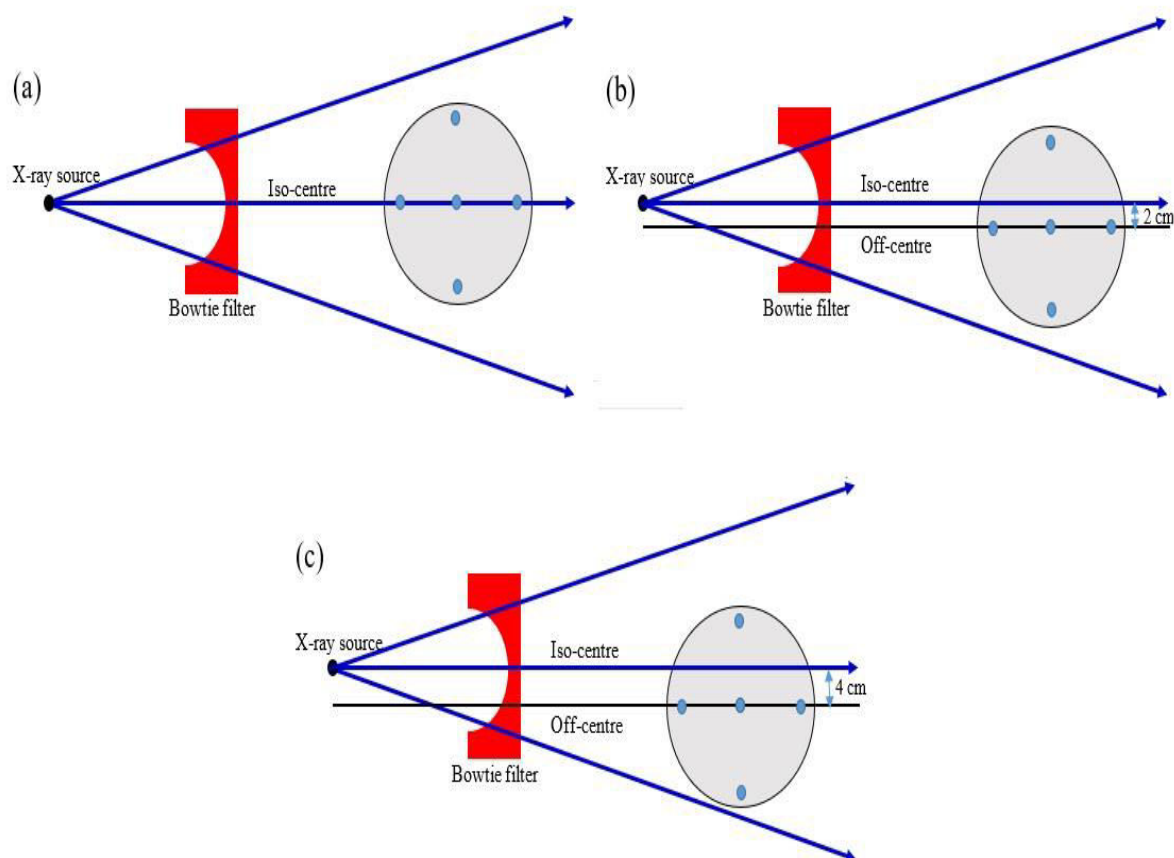 (a)
X-ray source
Iso-centre
Bowtie filter
(b)
X-ray source
Iso-centre
2 cm
Off-centre
Bowtie filter
(c)
X-ray source
Iso-centre
4 cm
Off-centre
Bowtie filter